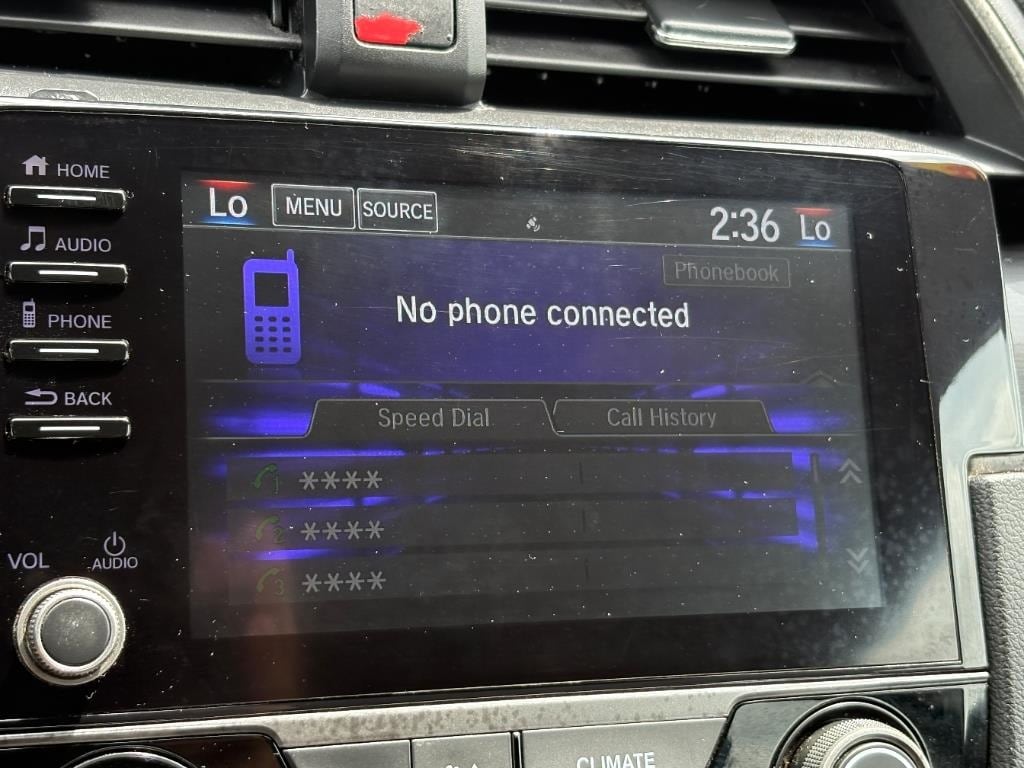 HOME
AUDIO
PHONE
BACK
VOL
AUDIO
Lo MENU SOURCE 2:36 Lo
Phonebook
No phone connected
Speed Dial Call History
1 ****
2 ****
3 ****
CLIMATE